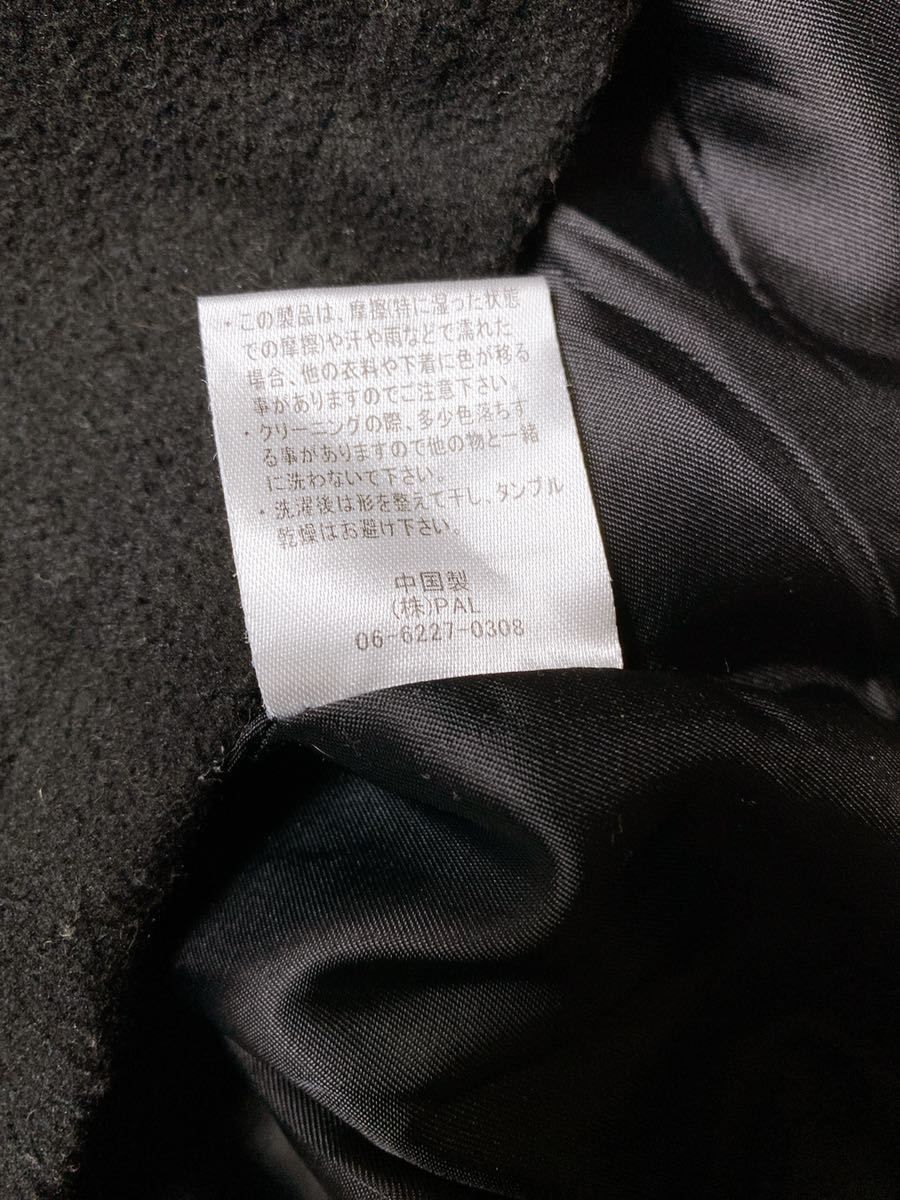 ・この製品は、摩擦(特に湿った状態
での摩擦)や汗や雨などで濡れた
場合、他の衣料や下着に色が移る
事がありますのでご注意下さい。
・クリーニングの際、多少色落ちす
る事がありますので他の物と一緒
に洗わないで下さい。
・洗濯後は形を整えて干し、タンブル
乾燥はお避け下さい。
中国製
(株)PAL
06-6227-0308